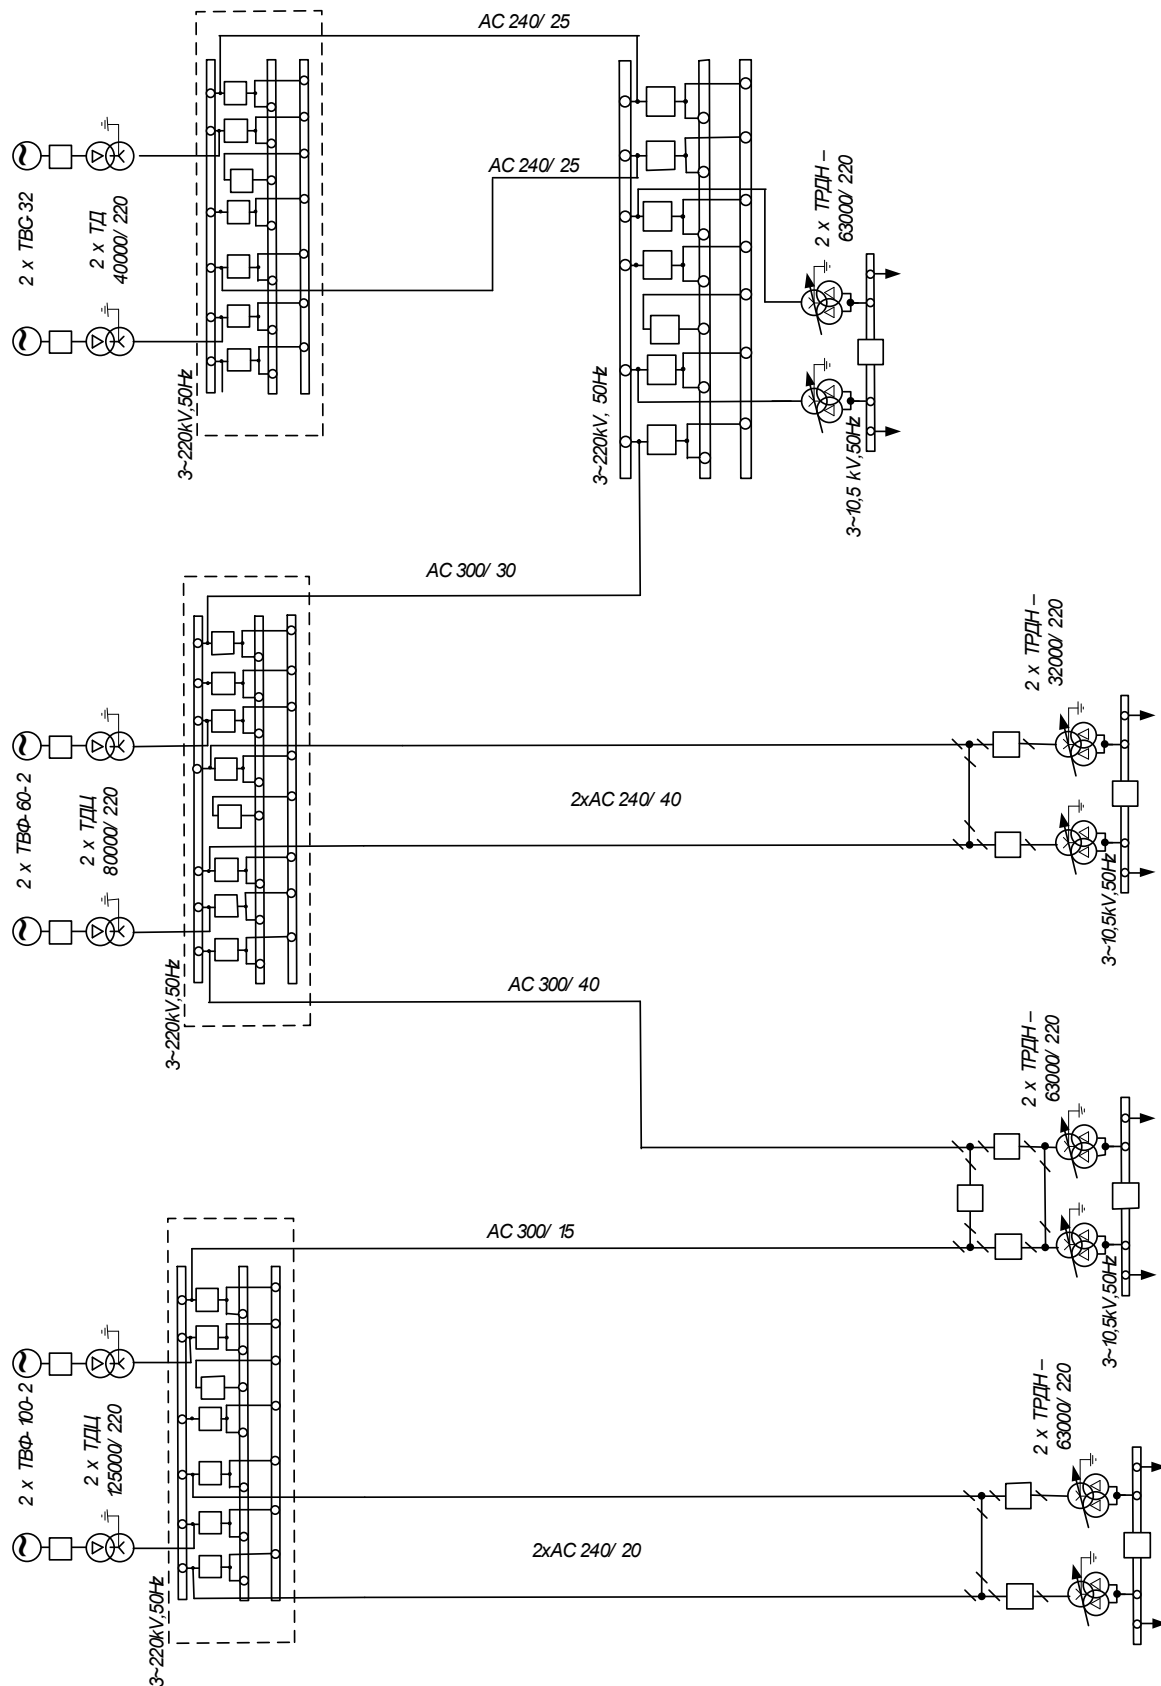 AC 240/ 25
AC 240/ 25
2 x TBG 32
2 x ТД
40000/ 220
3~220kV,50Hz
3~220kV, 50Hz
2 x ТРДН –
63000/ 220
3~10,5 kV,50Hz
AC 300/ 30
2 x ТВФ-60-2
2 x ТДЦ
80000/ 220
3~220kV,50Hz
2xAC 240/ 40
2 x ТРДН –
32000/ 220
3~10,5kV,50Hz
AC 300/ 40
2 x ТРДН –
63000/ 220
3~10,5kV,50Hz
AC 300/ 15
2 x ТВФ-100-2
2 x ТДЦ
125000/ 220
3~220kV,50Hz
2xAC 240/ 20
2 x ТРДН –
63000/ 220